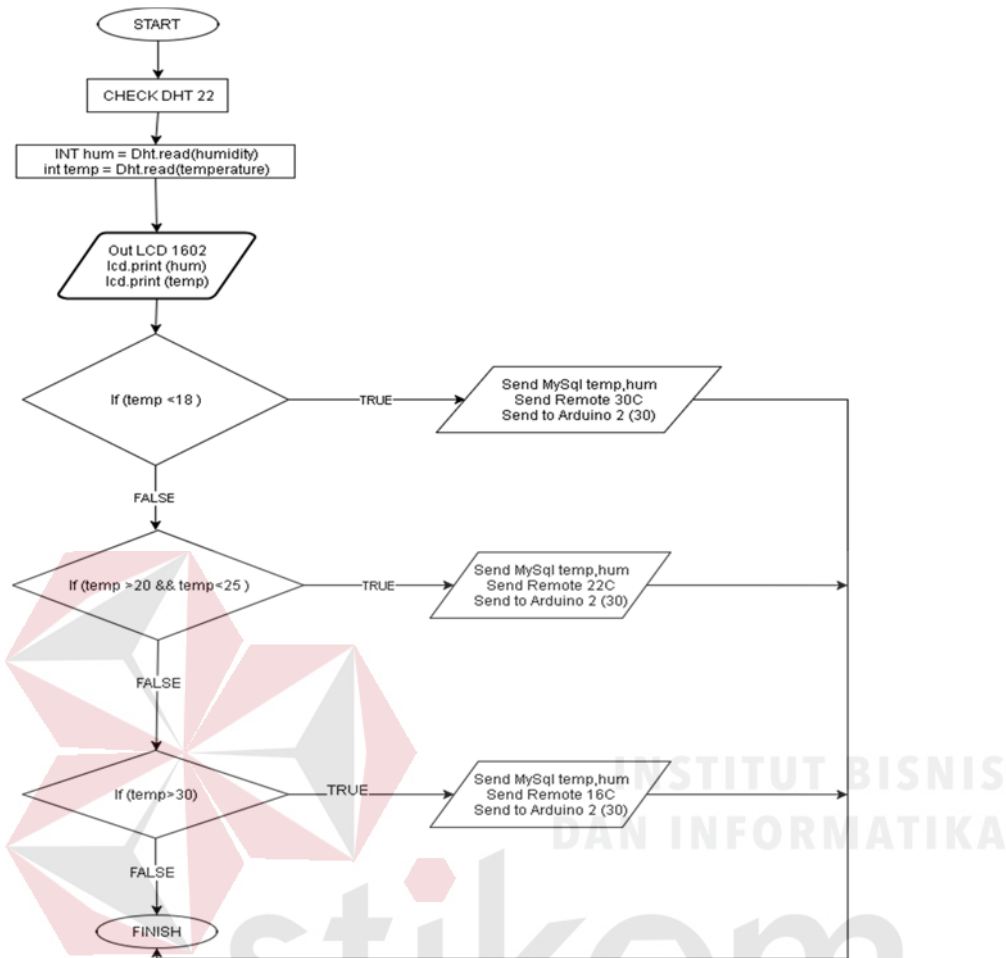 START
CHECK DHT 22
INT hum = Dht.read(humidity)
int temp = Dht.read(temperature)
Out LCD 1602
lcd.print (hum)
lcd.print (temp)
If (temp <18 )
TRUE
Send MySql temp,hum
Send Remote 30C
Send to Arduino 2 (30)
FALSE
If (temp >20 && temp<25 )
TRUE
Send MySql temp,hum
Send Remote 22C
Send to Arduino 2 (30)
FALSE
If (temp>30)
TRUE
Send MySql temp,hum
Send Remote 16C
Send to Arduino 2 (30)
INSTITUT BISNIS
DAN INFORMATIKA
FALSE
FINISH
stikom